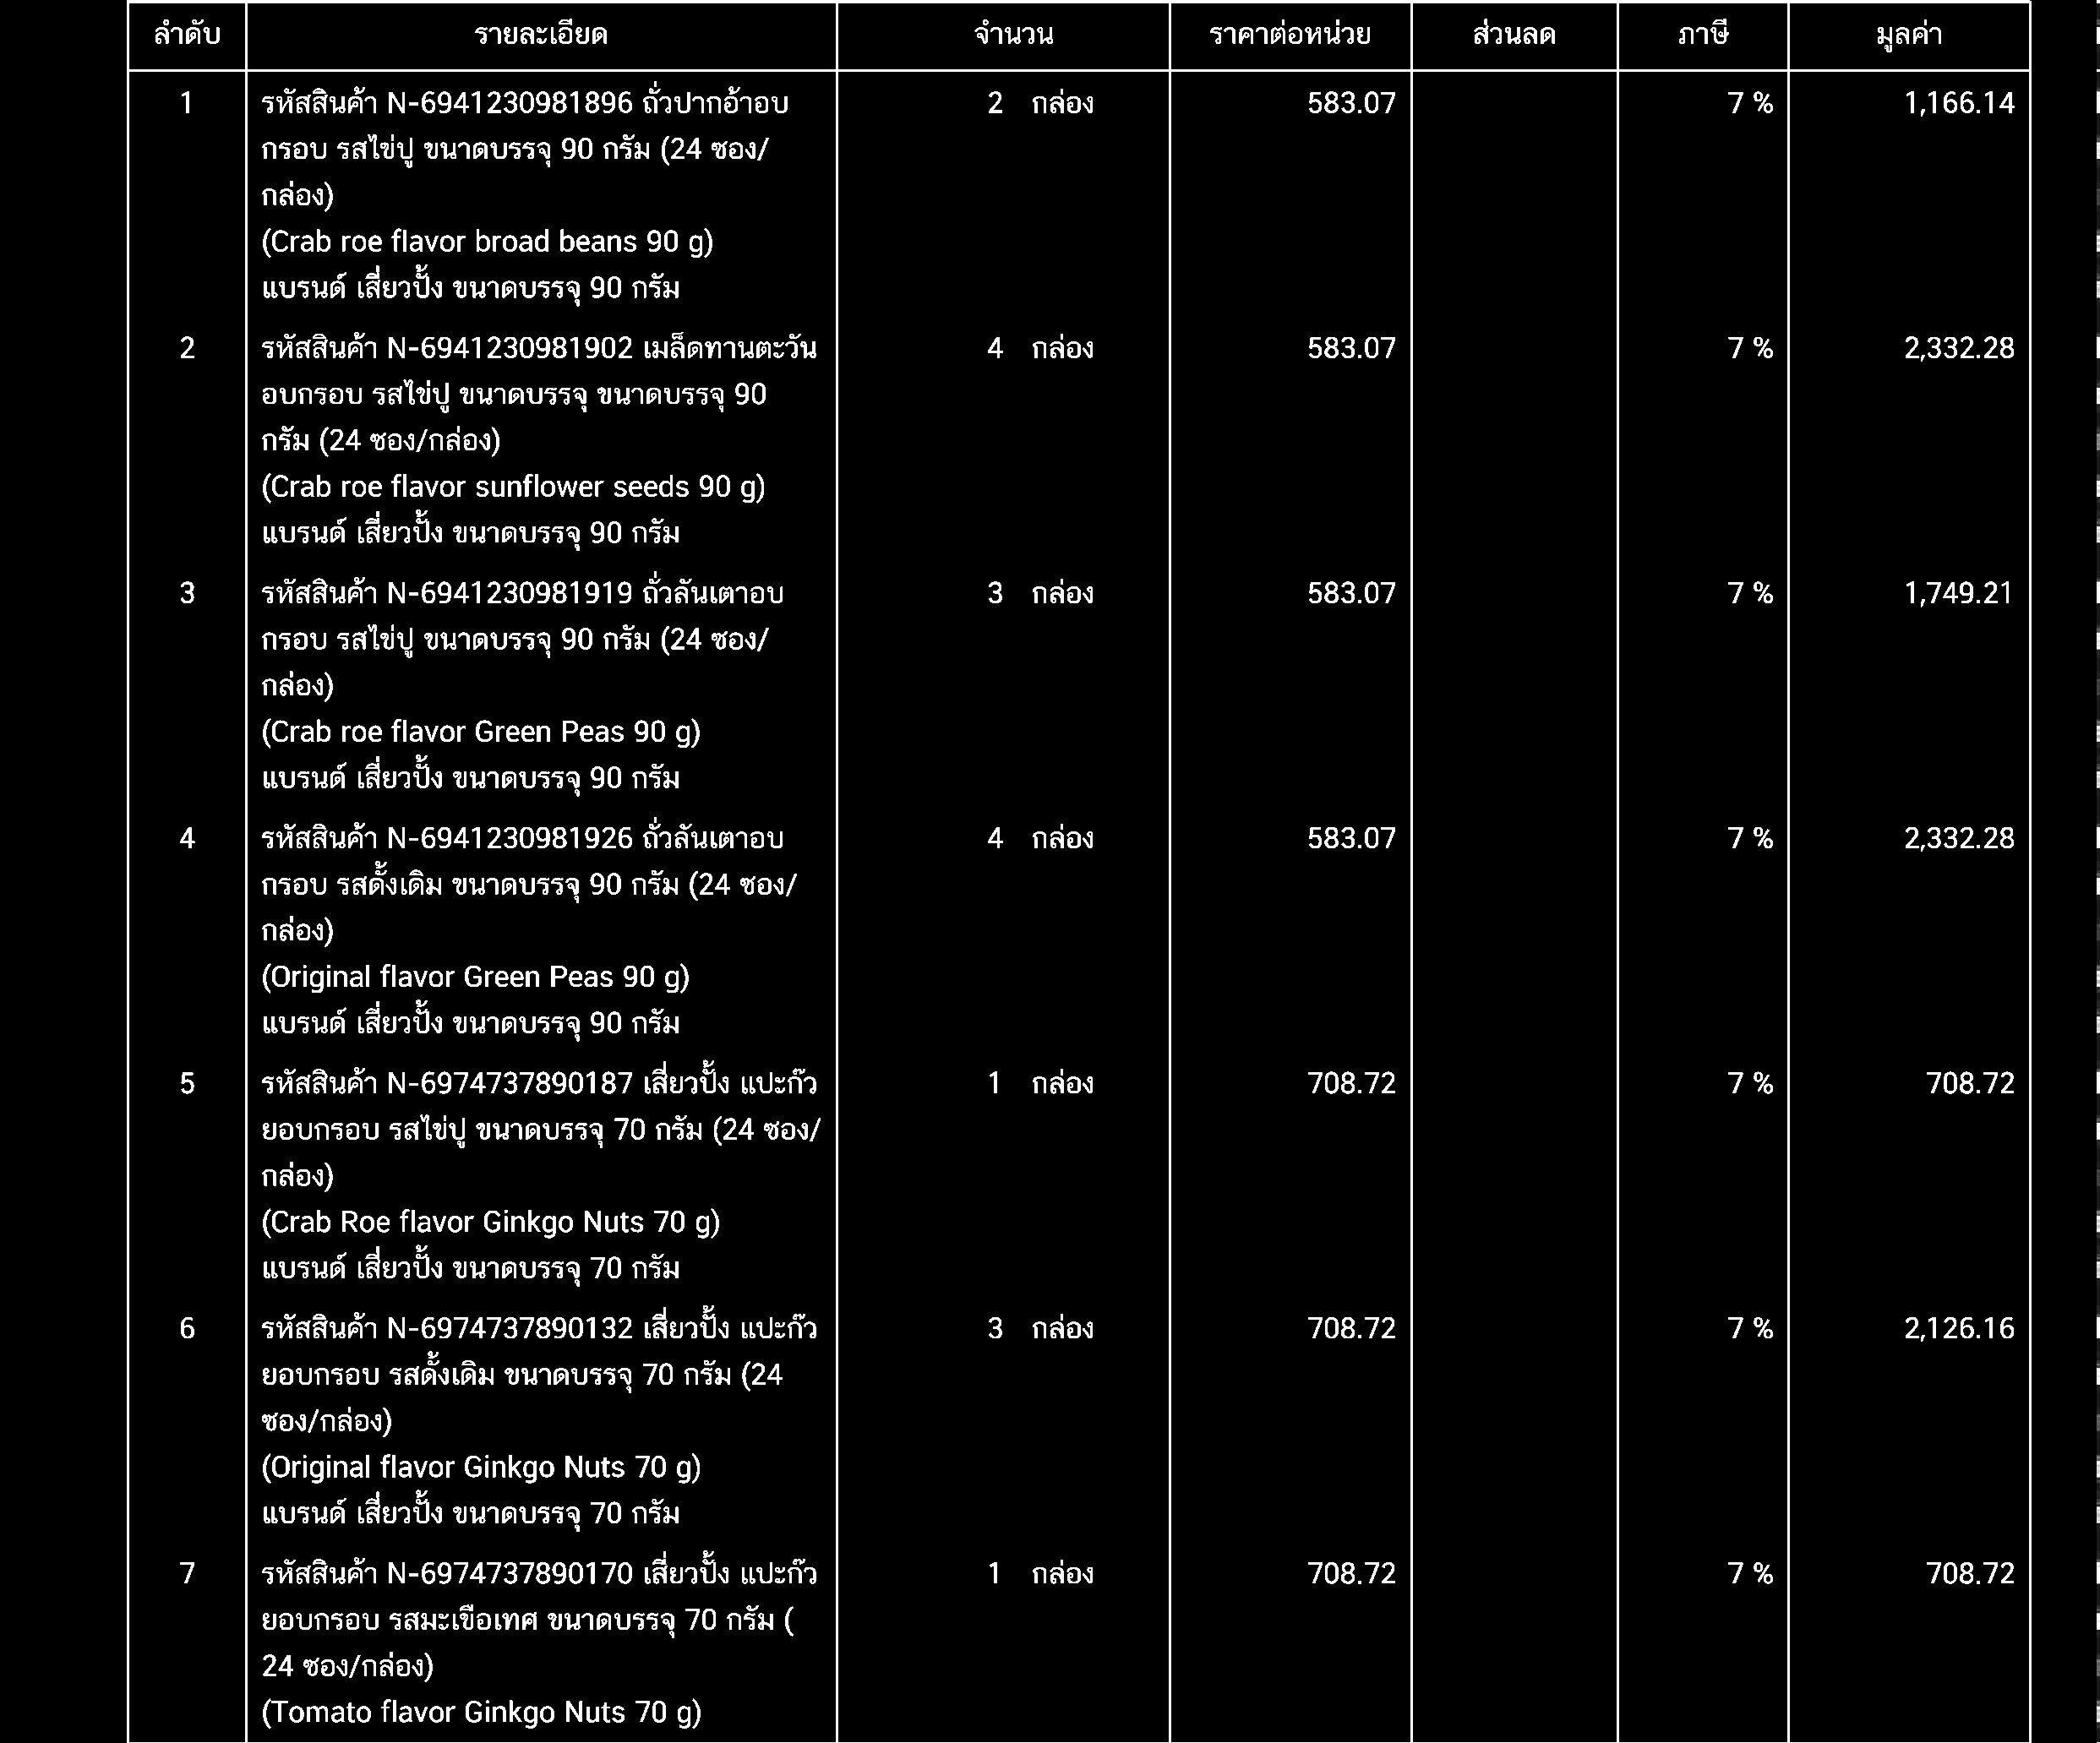 ลำดับ รายละเอียด จำนวน ราคาต่อหน่วย ส่วนลด ภาษี มูลค่า
1 รหัสสินค้า N-6941230981896 ถั่วปากอ้าอบ 2 กล่อง 583.07 7 % 1,166.14
กรอบ รสไข่ปู ขนาดบรรจุ 90 กรัม (24 ซอง/
กล่อง)
(Crab roe flavor broad beans 90 g)
แบรนด์ เสี่ยวปั้ง ขนาดบรรจุ 90 กรัม
2 รหัสสินค้า N-6941230981902 เมล็ดทานตะวัน 4 กล่อง 583.07 7 % 2,332.28
อบกรอบ รสไข่ปู ขนาดบรรจุ ขนาดบรรจุ 90
กรัม (24 ซอง/กล่อง)
(Crab roe flavor sunflower seeds 90 g)
แบรนด์ เสี่ยวปั้ง ขนาดบรรจุ 90 กรัม
3 รหัสสินค้า N-6941230981919 ถั่วลันเตาอบ 3 กล่อง 583.07 7 % 1,749.21
กรอบ รสไข่ปู ขนาดบรรจุ 90 กรัม (24 ซอง/
กล่อง)
(Crab roe flavor Green Peas 90 g)
แบรนด์ เสี่ยวปั้ง ขนาดบรรจุ 90 กรัม
4 รหัสสินค้า N-6941230981926 ถั่วลันเตาอบ 4 กล่อง 583.07 7 % 2,332.28
กรอบ รสดั้งเดิม ขนาดบรรจุ 90 กรัม (24 ซอง/
กล่อง)
(Original flavor Green Peas 90 g)
แบรนด์ เสี่ยวปั้ง ขนาดบรรจุ 90 กรัม
5 รหัสสินค้า N-6974737890187 เสี่ยวปั้ง แปะก๊ว 1 กล่อง 708.72 7 % 708.72
ยอบกรอบ รสไข่ปู ขนาดบรรจุ 70 กรัม (24 ซอง/
กล่อง)
(Crab Roe flavor Ginkgo Nuts 70 g)
แบรนด์ เสี่ยวปั้ง ขนาดบรรจุ 70 กรัม
6 รหัสสินค้า N-6974737890132 เสี่ยวปั้ง แปะก๊ว 3 กล่อง 708.72 7 % 2,126.16
ยอบกรอบ รสดั้งเดิม ขนาดบรรจุ 70 กรัม (24
ซอง/กล่อง)
(Original flavor Ginkgo Nuts 70 g)
แบรนด์ เสี่ยวปั้ง ขนาดบรรจุ 70 กรัม
7 รหัสสินค้า N-6974737890170 เสี่ยวปั้ง แปะก๊ว 1 กล่อง 708.72 7 % 708.72
ยอบกรอบ รสมะเขือเทศ ขนาดบรรจุ 70 กรัม (
24 ซอง/กล่อง)
(Tomato flavor Ginkgo Nuts 70 g)